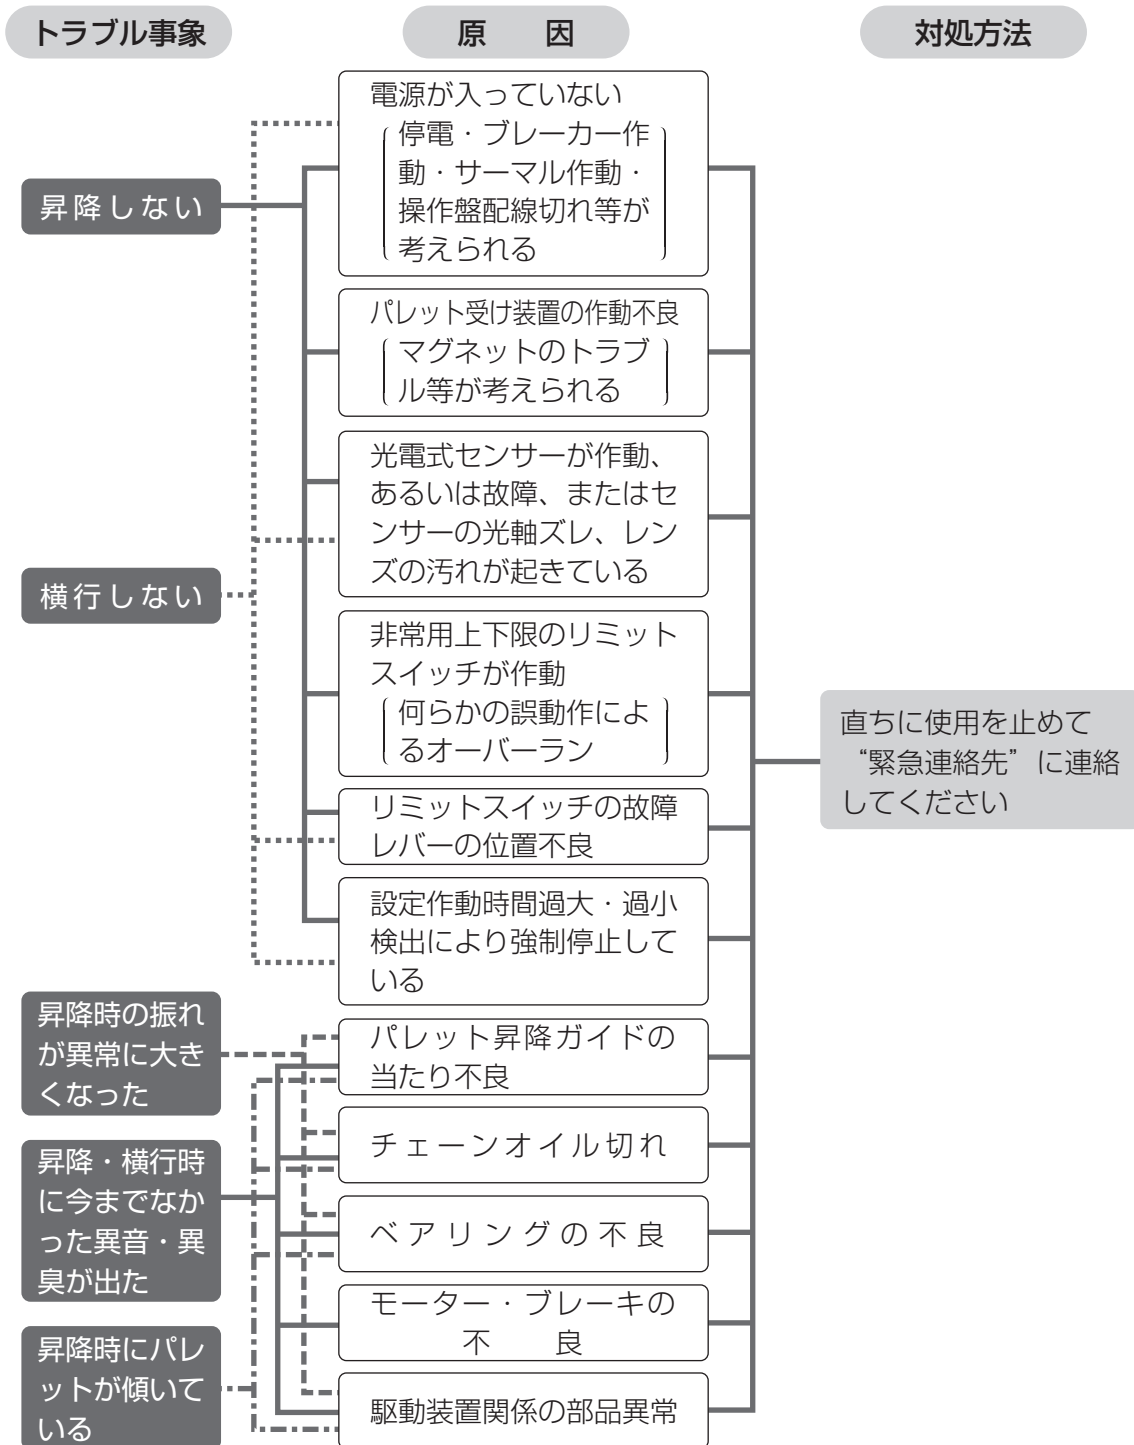 トラブル事象
原　因
対処方法
電源が入っていない
停電・ブレーカー作
動・サーマル作動・
操作盤配線切れ等が
考えられる
昇降しない
パレット受け装置の作動不良
マグネットのトラブ
ル等が考えられる
光電式センサーが作動、
あるいは故障、またはセ
ンサーの光軸ズレ、レン
ズの汚れが起きている
横行しない
非常用上下限のリミット
スイッチが作動
何らかの誤動作によ
るオーバーラン
リミットスイッチの故障
レバーの位置不良
設定作動時間過大・過小
検出により強制停止して
いる
直ちに使用を止めて
“緊急連絡先”に連絡
してください
昇降時の振れ
が異常に大き
くなった
パレット昇降ガイドの
当たり不良
チェーンオイル切れ
昇降・横行時
に今までなか
った異音・異
臭が出た
ベアリングの不良
モーター・ブレーキの
不　良
昇降時にパレ
ットが傾いて
いる
駆動装置関係の部品異常